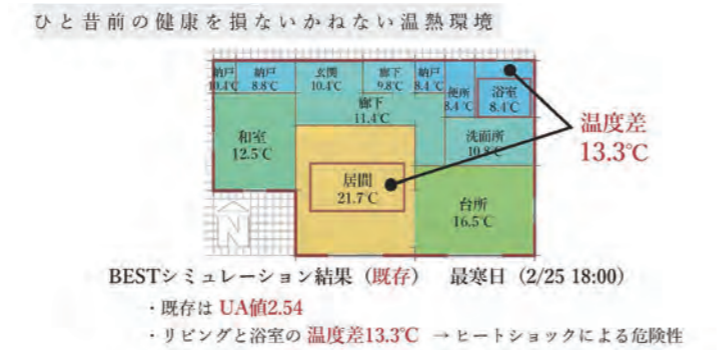 ひと昔前の健康を損ないかねない温熱環境
納戸 納戸 玄関 廊下 納戸
10.4℃ 8.8℃ 10.4℃ 9.8℃ 8.4℃
便所 浴室
8.4℃ 8.4℃
廊下
11.4℃
和室
12.5℃
洗面所
10.8℃
温度差
13.3℃
居間
21.7℃
台所
16.5℃
N
BESTシミュレーション結果（既存） 最寒日（2/25 18:00）
・既存は UA値2.54
・リビングと浴室の 温度差13.3℃ → ヒートショックによる危険性